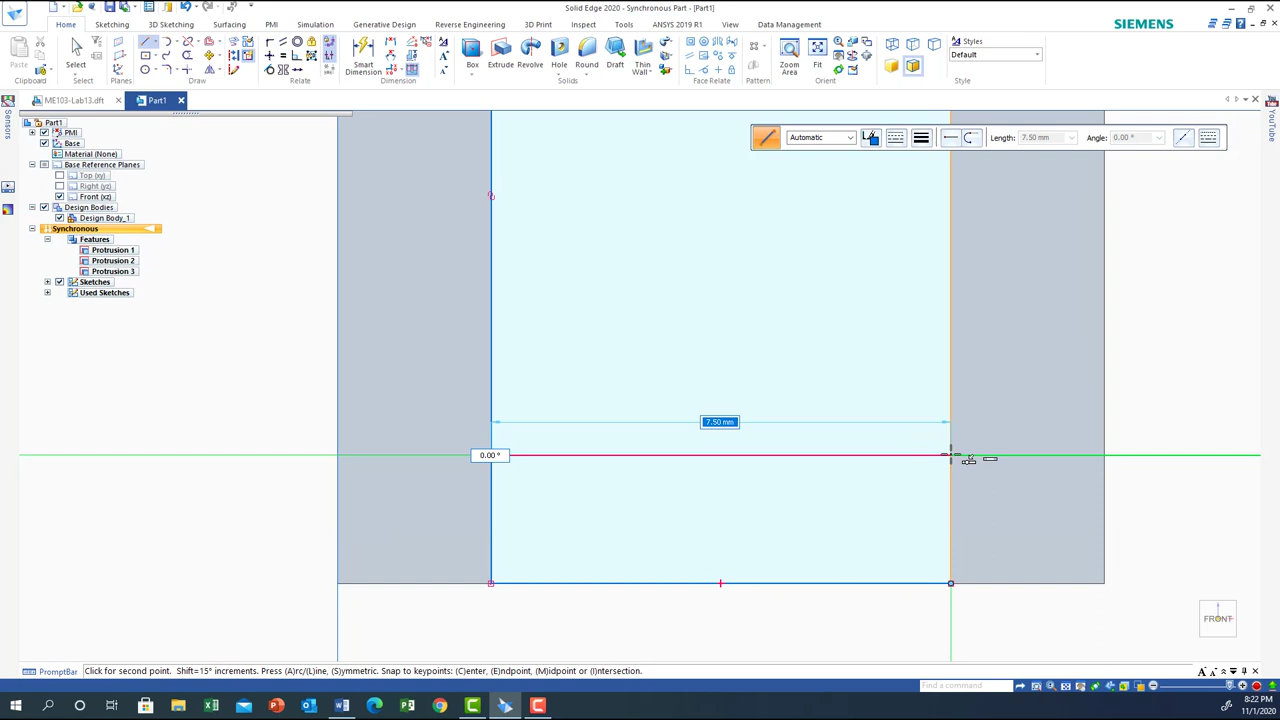 Solid Edge 2020 - Synchronous Part - [Part1]
Home Sketching 3D Sketching Surfacing PMI Simulation Generative Design Reverse Engineering 3D Print Inspect Tools ANSYS 2019 R1 View Data Management
SIEMENS
Paste Select Smart Dimension Box Extrude Revolve Hole Round Draft Thin Wall Zoom Area Fit Styles Default
Clipboard Select Planes Draw Relate Dimension Solids Face Relate Pattern Orient Style
ME103-Lab13.dft Part1
Sensors
YouTube
Part1
PMI
Base
Material (None)
Base Reference Planes
Top (xy)
Right (yz)
Front (xz)
Design Bodies
Design Body_1
Synchronous
Features
Protrusion 1
Protrusion 2
Protrusion 3
Sketches
Used Sketches
Automatic Length: 7.50 mm Angle: 0.00 °
7.50 mm
0.00 °
FRONT
PromptBar Click for second point. Shift=15° increments. Press (A)rc/(L)ine, (S)ymmetric. Snap to keypoints: (C)enter, (E)ndpoint, (M)idpoint or (I)ntersection.
Find a command
8:22 PM
11/1/2020